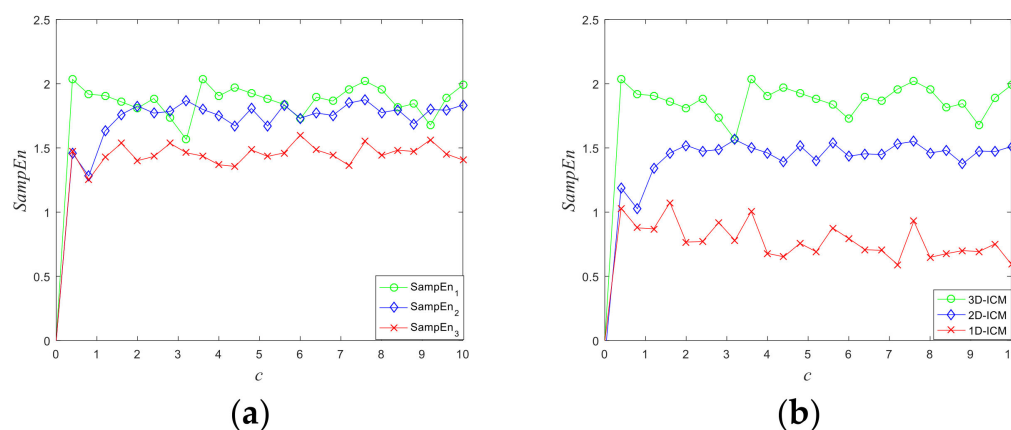 2.5
2
1.5
1
0.5
0
SampEn
0 1 2 3 4 5 6 7 8 9 10
c
SampEn1
SampEn2
SampEn3
(a)
2.5
2
1.5
1
0.5
0
SampEn
0 1 2 3 4 5 6 7 8 9 1
c
3D-ICM
2D-ICM
1D-ICM
(b)